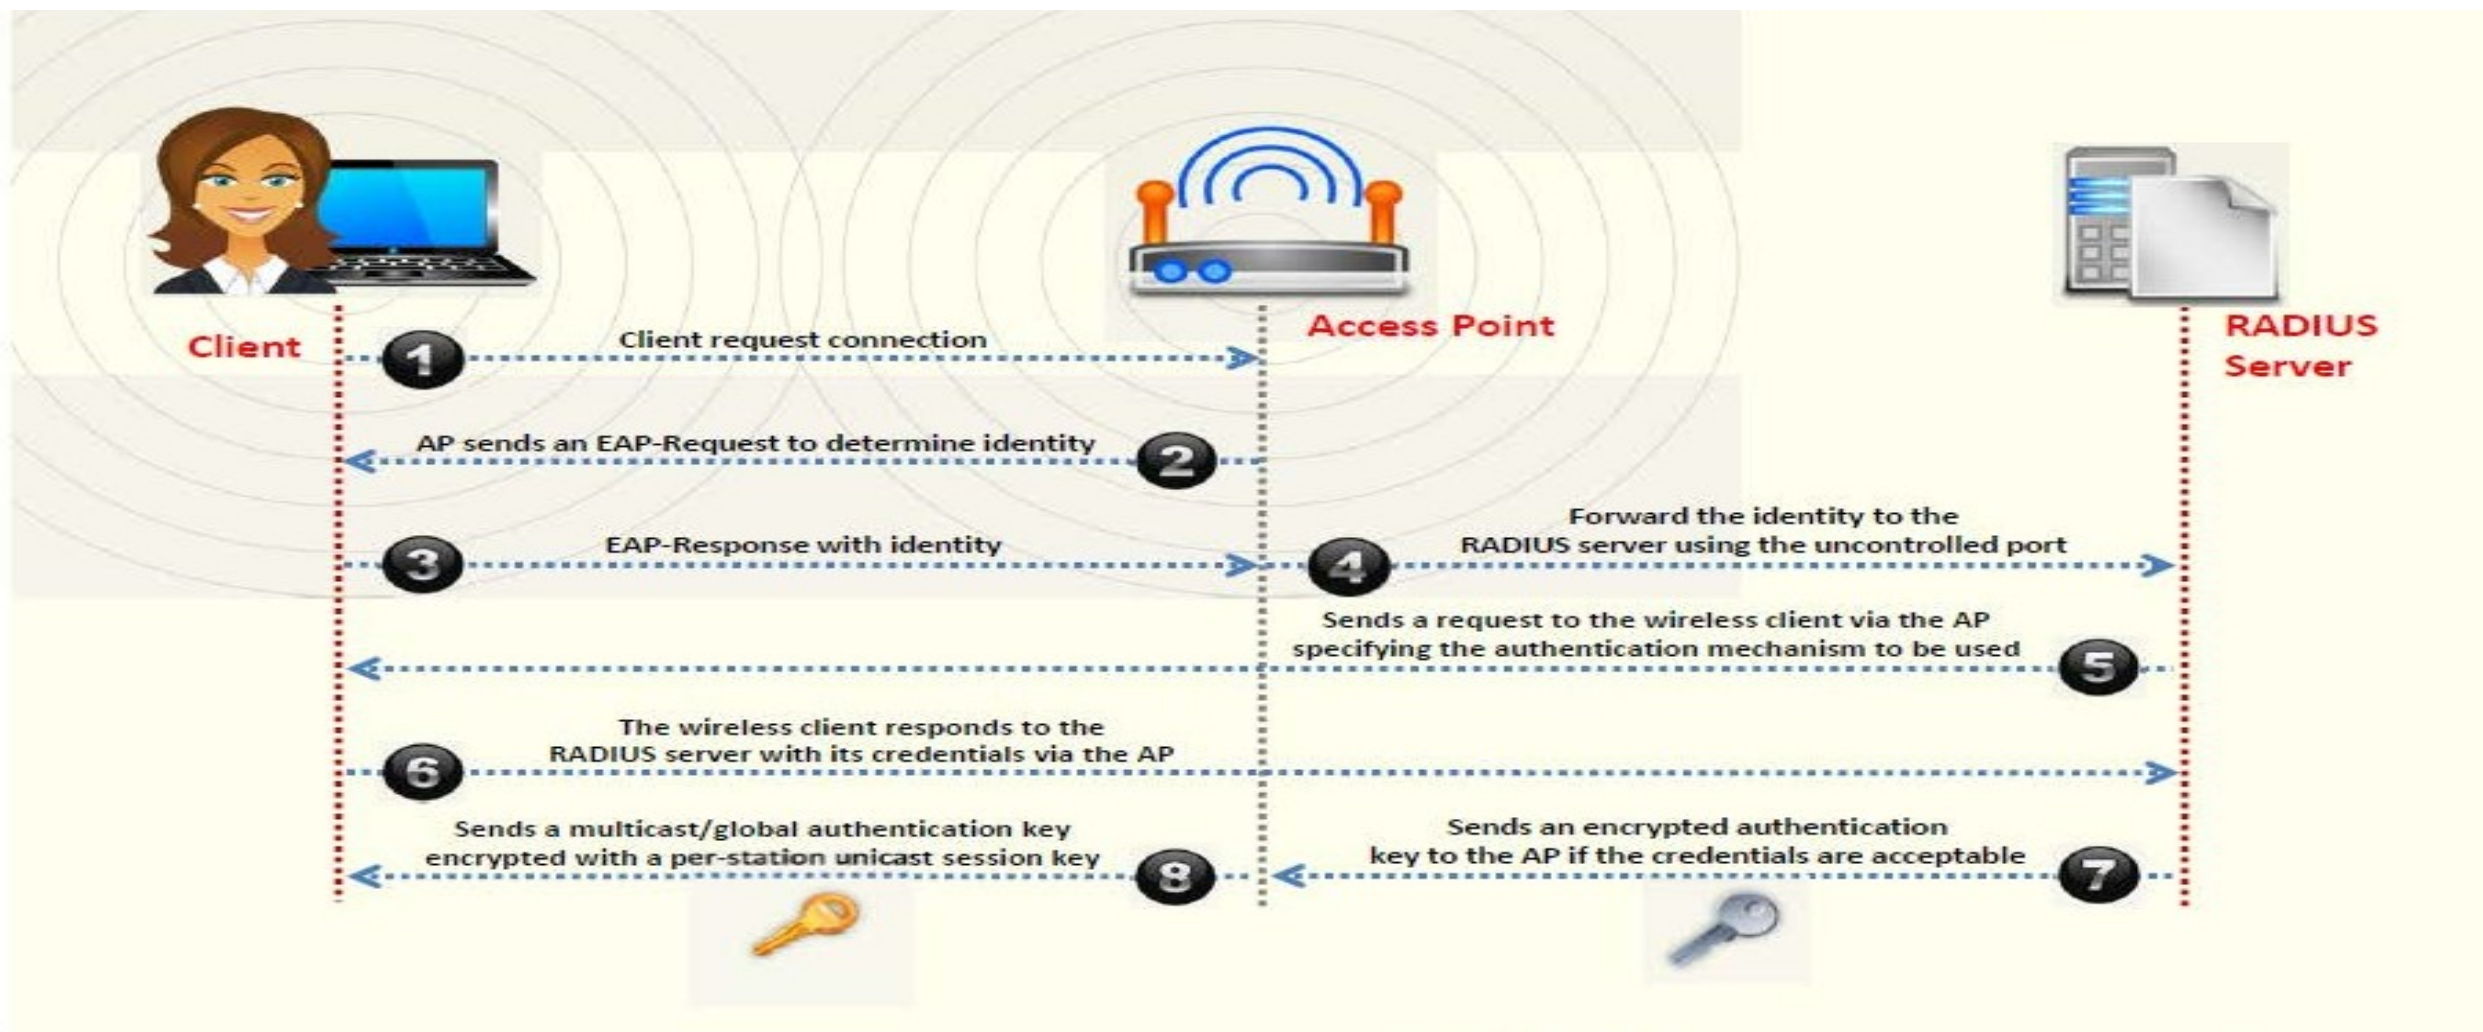 Client
Access Point
RADIUS
Server
1
Client request connection
AP sends an EAP-Request to determine identity
2
3
EAP-Response with identity
4
Forward the identity to the
RADIUS server using the uncontrolled port
Sends a request to the wireless client via the AP
specifying the authentication mechanism to be used
5
The wireless client responds to the
RADIUS server with its credentials via the AP
6
Sends an encrypted authentication
key to the AP if the credentials are acceptable
7
Sends a multicast/global authentication key
encrypted with a per-station unicast session key
8